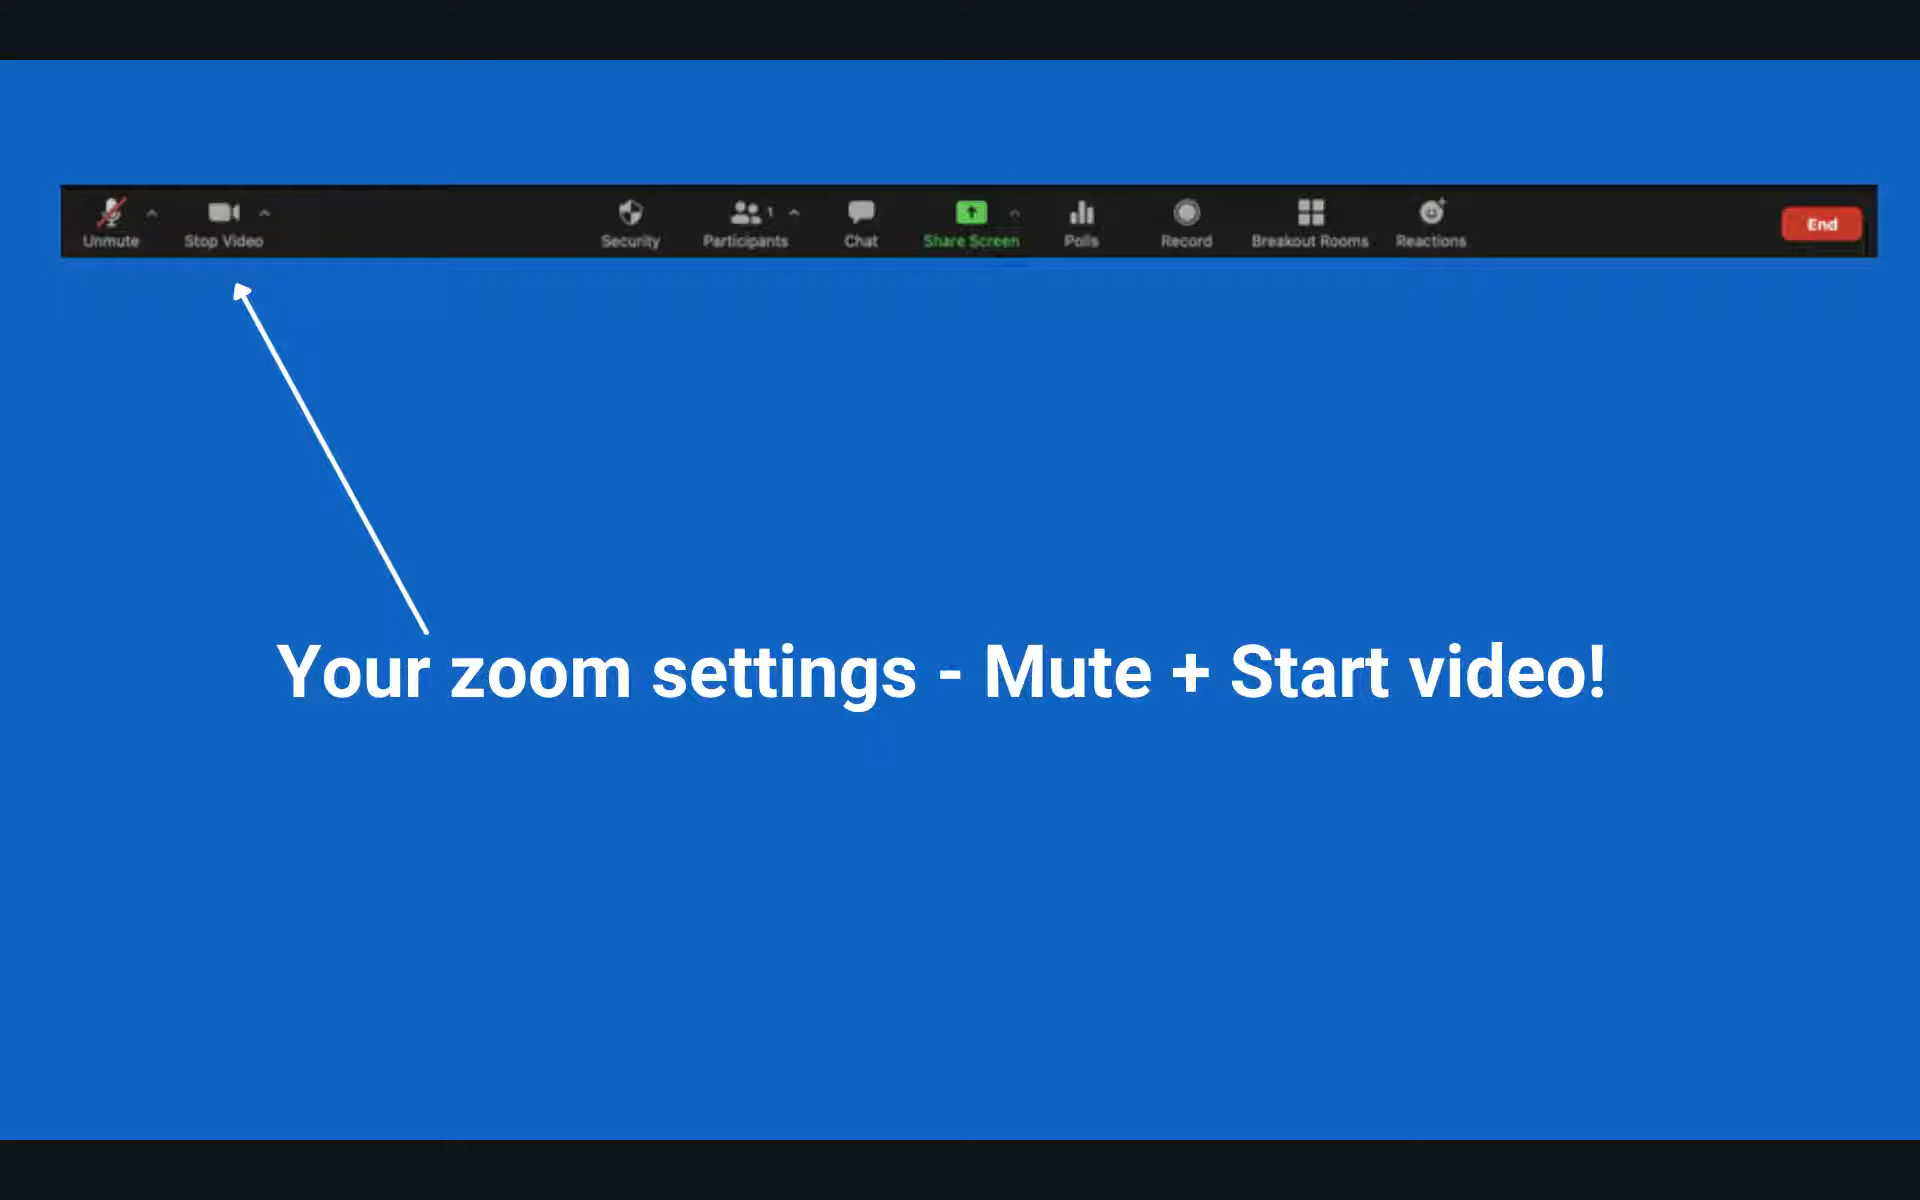 Unmute Stop Video Security Participants 1 Chat Share Screen Polls Record Breakout Rooms Reactions End
Your zoom settings - Mute + Start video!